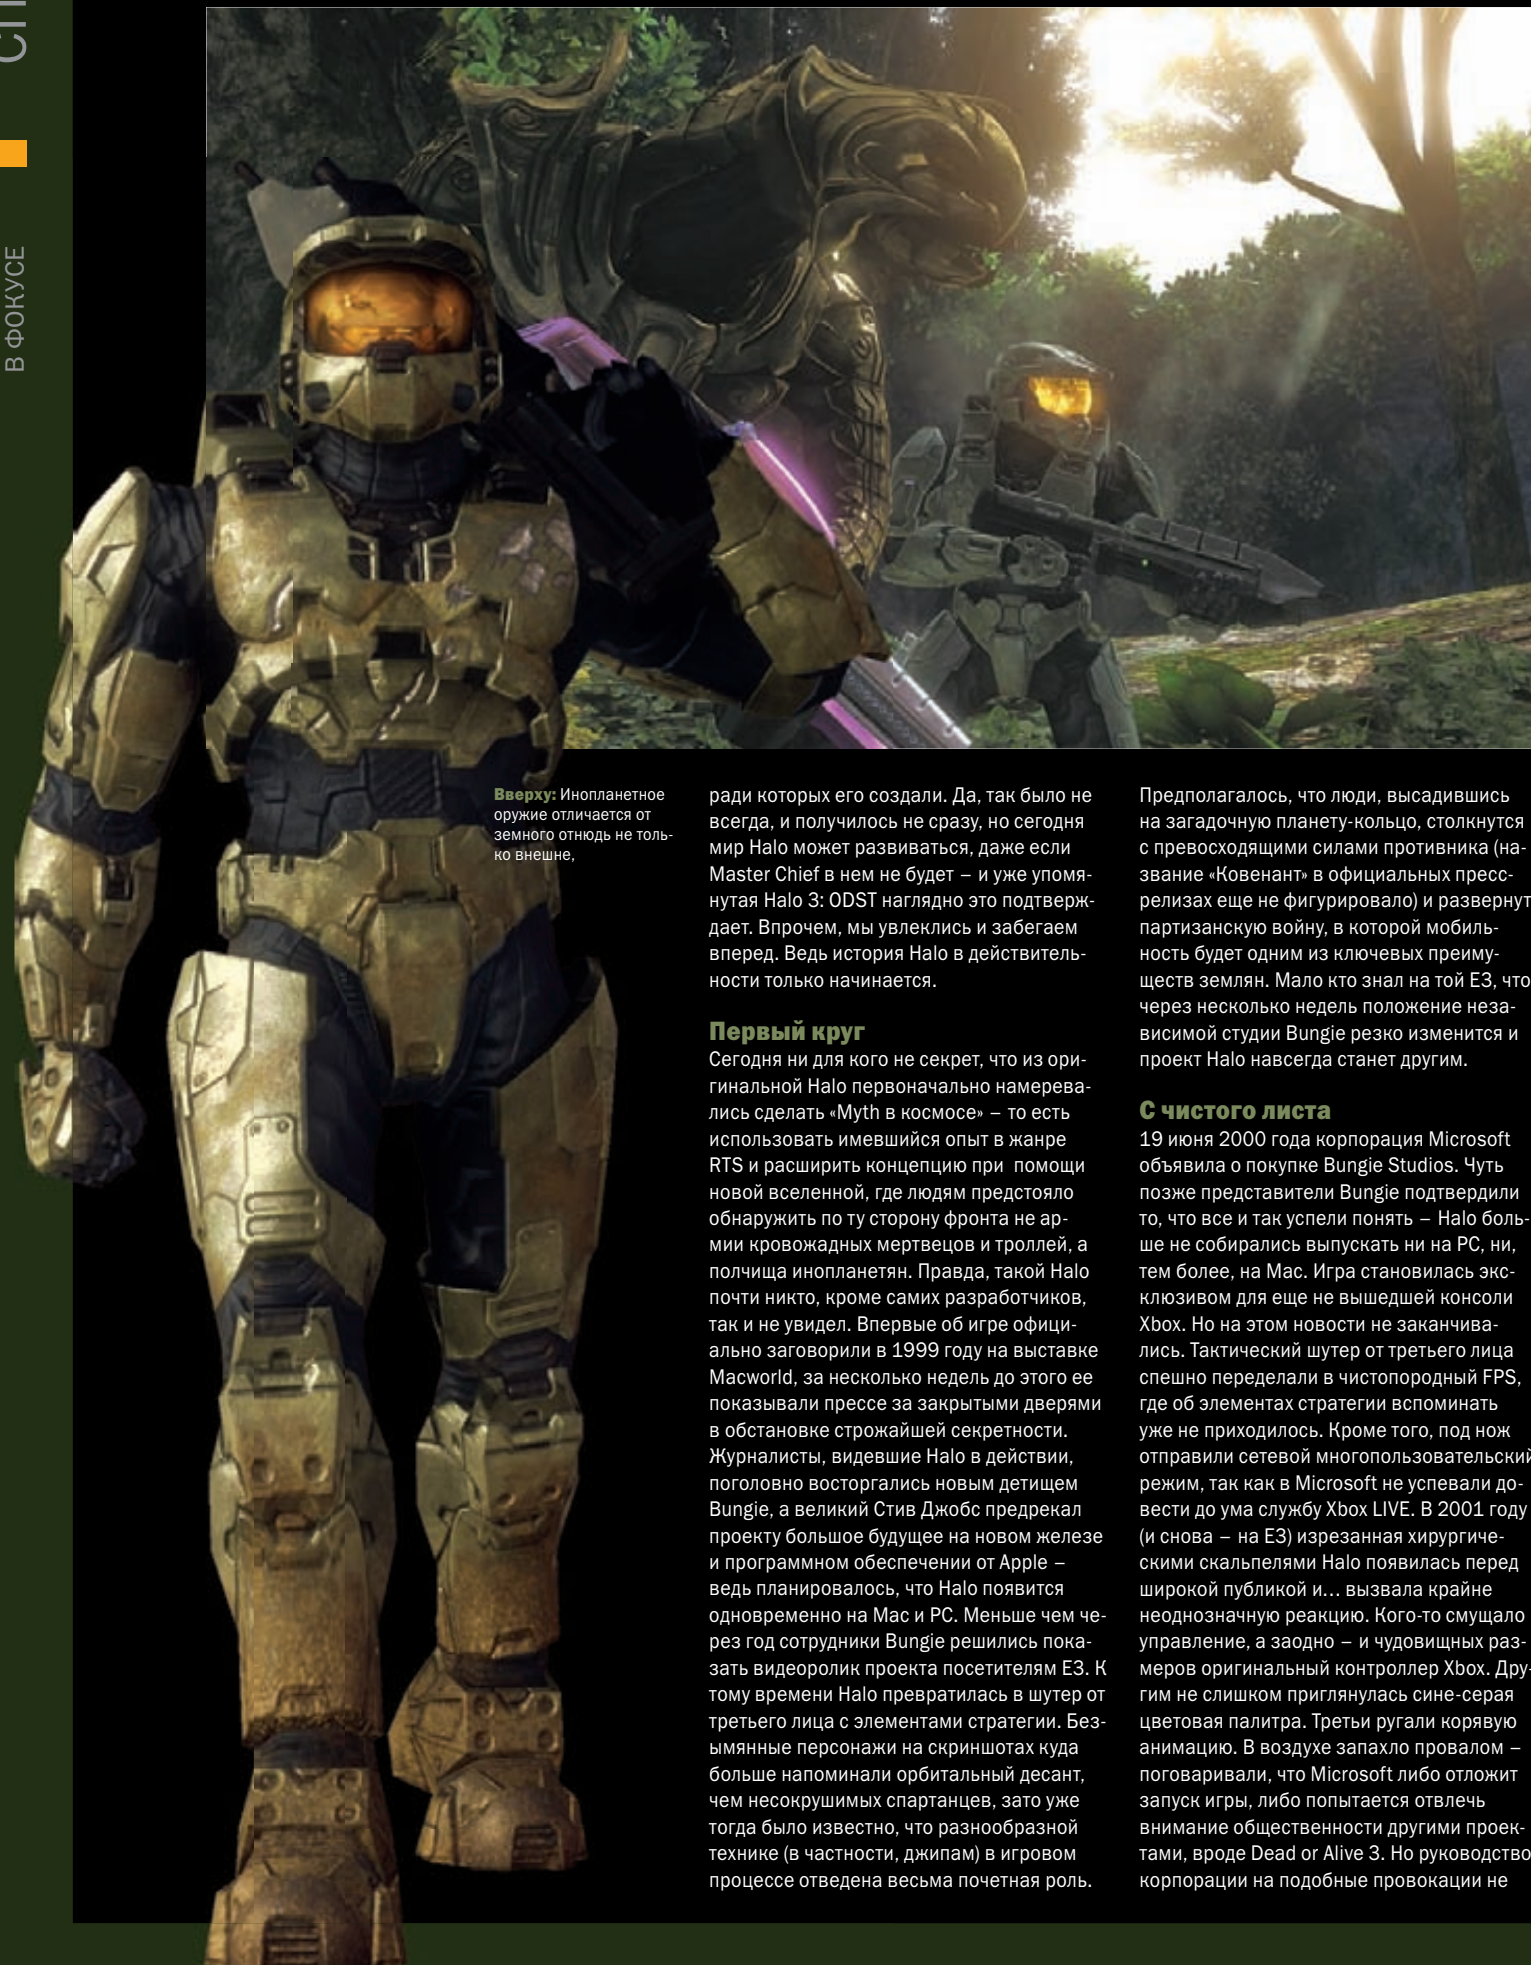 СП
В ФОКУСЕ
Вверху: Инопланетное
оружие отличается от
земного отнюдь не толь-
ко внешне,
ради которых его создали. Да, так было не
всегда, и получилось не сразу, но сегодня
мир Halo может развиваться, даже если
Master Chief в нем не будет – и уже упомя-
нутая Halo 3: ODST наглядно это подтверж-
дает. Впрочем, мы увлеклись и забегаем
вперед. Ведь история Halo в действитель-
ности только начинается.
Первый круг
Сегодня ни для кого не секрет, что из ори-
гинальной Halo первоначально намерева-
лись сделать «Myth в космосе» – то есть
использовать имевшийся опыт в жанре
RTS и расширить концепцию при помощи
новой вселенной, где людям предстояло
обнаружить по ту сторону фронта не ар-
мии кровожадных мертвецов и троллей, а
полчища инопланетян. Правда, такой Halo
почти никто, кроме самих разработчиков,
так и не увидел. Впервые об игре офици-
ально заговорили в 1999 году на выставке
Macworld, за несколько недель до этого ее
показывали прессе за закрытыми дверями
в обстановке строжайшей секретности.
Журналисты, видевшие Halo в действии,
поголовно восторгались новым детищем
Bungie, а великий Стив Джобс предрекал
проекту большое будущее на новом железе
и программном обеспечении от Apple –
ведь планировалось, что Halo появится
одновременно на Mac и PC. Меньше чем че-
рез год сотрудники Bungie решились пока-
зать видеоролик проекта посетителям E3. К
тому времени Halo превратилась в шутер от
третьего лица с элементами стратегии. Без-
ымянные персонажи на скриншотах куда
больше напоминали орбитальный десант,
чем несокрушимых спартанцев, зато уже
тогда было известно, что разнообразной
технике (в частности, джипам) в игровом
процессе отведена весьма почетная роль.
Предполагалось, что люди, высадившись
на загадочную планету-кольцо, столкнутся
с превосходящими силами противника (на-
звание «Ковенант» в официальных пресс-
релизах еще не фигурировало) и развернут
партизанскую войну, в которой мобиль-
ность будет одним из ключевых преиму-
ществ землян. Мало кто знал на той E3, что
через несколько недель положение неза-
висимой студии Bungie резко изменится и
проект Halo навсегда станет другим.
С чистого листа
19 июня 2000 года корпорация Microsoft
объявила о покупке Bungie Studios. Чуть
позже представители Bungie подтвердили
то, что все и так успели понять – Halo боль-
ше не собирались выпускать ни на PC, ни,
тем более, на Mac. Игра становилась экс-
клюзивом для еще не вышедшей консоли
Xbox. Но на этом новости не заканчива-
лись. Тактический шутер от третьего лица
спешно переделали в чистопородный FPS,
где об элементах стратегии вспоминать
уже не приходилось. Кроме того, под нож
отправили сетевой многопользовательский
режим, так как в Microsoft не успевали до-
вести до ума службу Xbox LIVE. В 2001 году
(и снова – на E3) изрезанная хирургиче-
скими скальпелями Halo появилась перед
широкой публикой и… вызвала крайне
неоднозначную реакцию. Кого-то смущало
управление, а заодно – и чудовищных раз-
меров оригинальный контроллер Xbox. Дру-
гим не слишком приглянулась сине-серая
цветовая палитра. Третьи ругали корявую
анимацию. В воздухе запахло провалом –
поговаривали, что Microsoft либо отложит
запуск игры, либо попытается отвлечь
внимание общественности другими проек-
тами, вроде Dead or Alive 3. Но руководство
корпорации на подобные провокации не